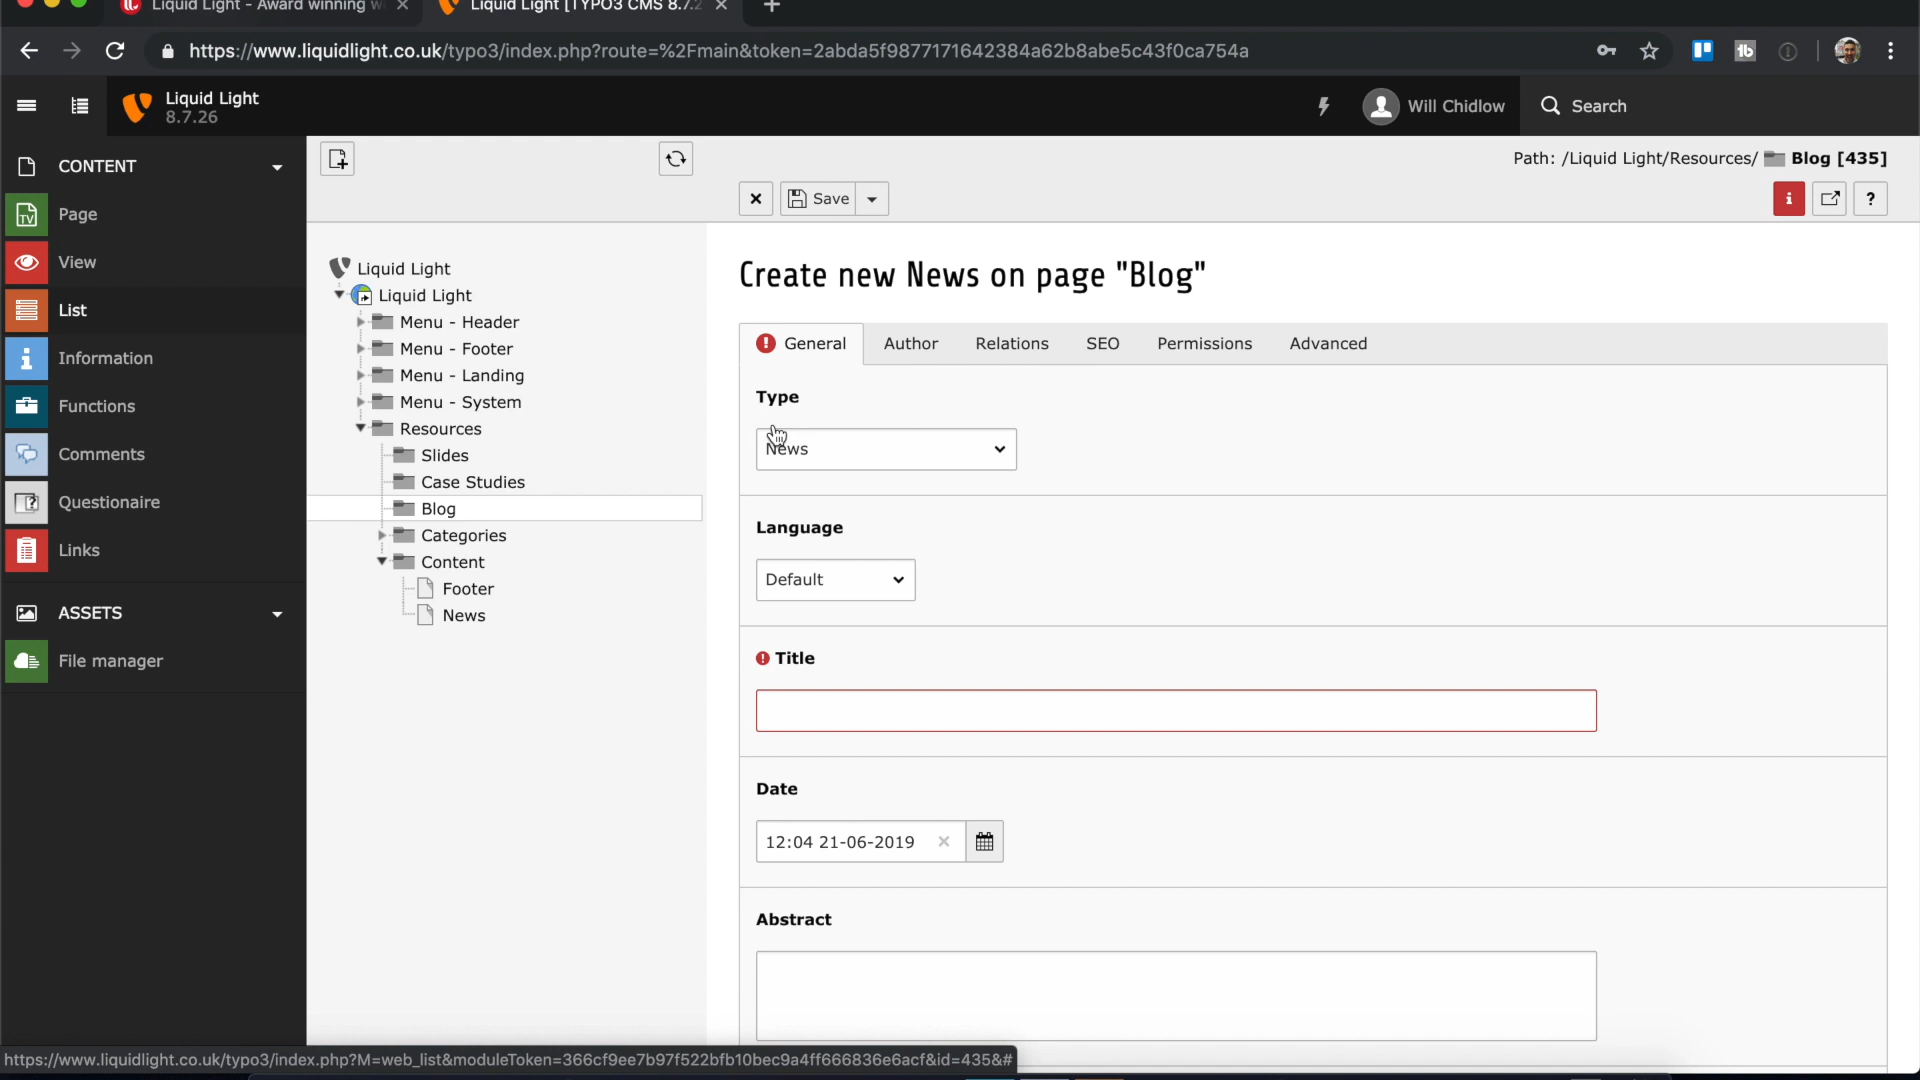 Liquid Light - Award winning w
Liquid Light [TYPO3 CMS 8.7.2
https://www.liquidlight.co.uk/typo3/index.php?route=%2Fmain&token=2abda5f9877171642384a62b8abe5c43f0ca754a
Liquid Light
8.7.26
Will Chidlow
Search
CONTENT
Page
View
List
Information
Functions
Comments
Questionaire
Links
ASSETS
File manager
Liquid Light
Liquid Light
Menu - Header
Menu - Footer
Menu - Landing
Menu - System
Resources
Slides
Case Studies
Blog
Categories
Content
Footer
News
Path: /Liquid Light/Resources/ Blog [435]
Save
Create new News on page "Blog"
General Author Relations SEO Permissions Advanced
Type
News
Language
Default
Title
Date
12:04 21-06-2019
Abstract
https://www.liquidlight.co.uk/typo3/index.php?M=web_list&moduleToken=366cf9ee7b97f522bfb10bec9a4ff666836e6acf&id=435&#